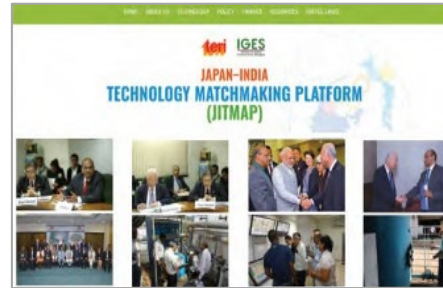 HOME ABOUT US TECHNOLOGY POLICY FINANCE RESOURCES USEFUL LINKS
teri IGES
JAPAN-INDIA
TECHNOLOGY MATCHMAKING PLATFORM
(JITMAP)